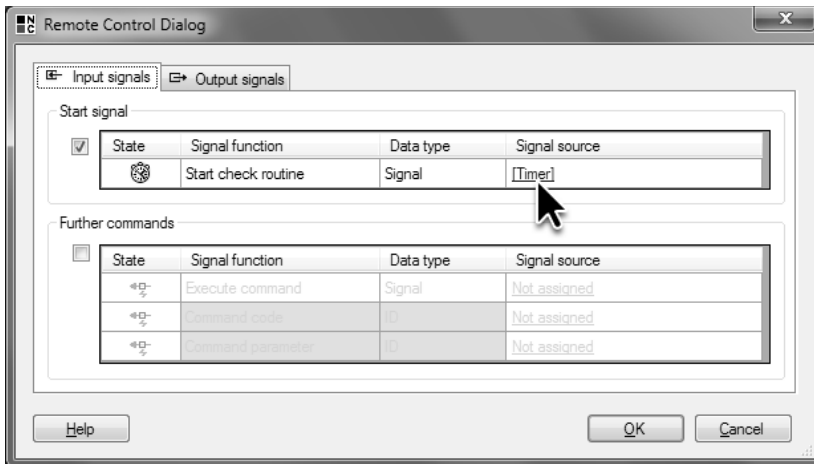 NC Remote Control Dialog x
Input signals Output signals
Start signal
State Signal function Data type Signal source
Start check routine Signal [Timer]
Further commands
State Signal function Data type Signal source
Execute command Signal Not assigned
Command code ID Not assigned
Command parameter ID Not assigned
Help OK Cancel